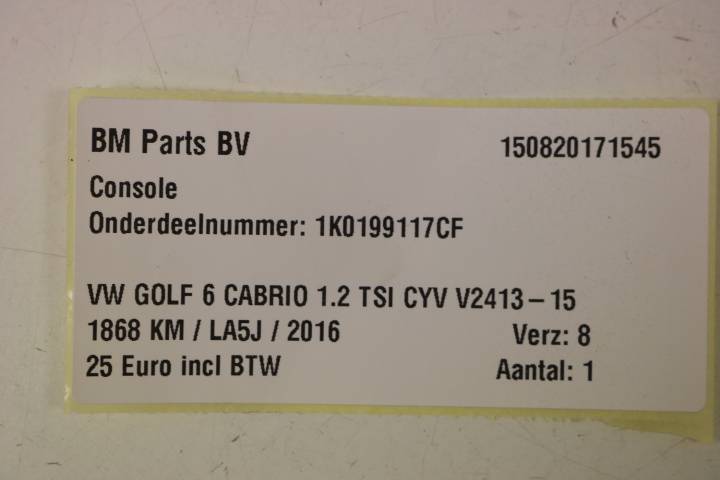 BM Parts BV 150820171545
Console
Onderdeelnummer: 1K0199117CF
VW GOLF 6 CABRIO 1.2 TSI CYV V2413 – 15
1868 KM / LA5J / 2016 Verz: 8
25 Euro incl BTW Aantal: 1